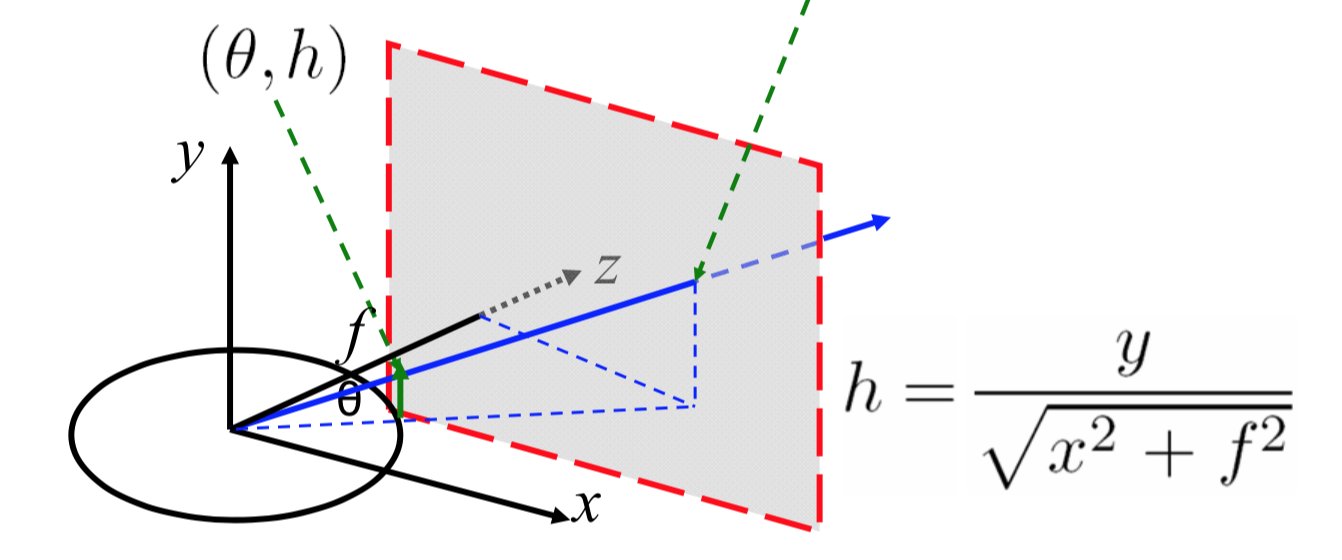 (θ, h)
y
z
f
θ
x
h = y / √(x² + f²)